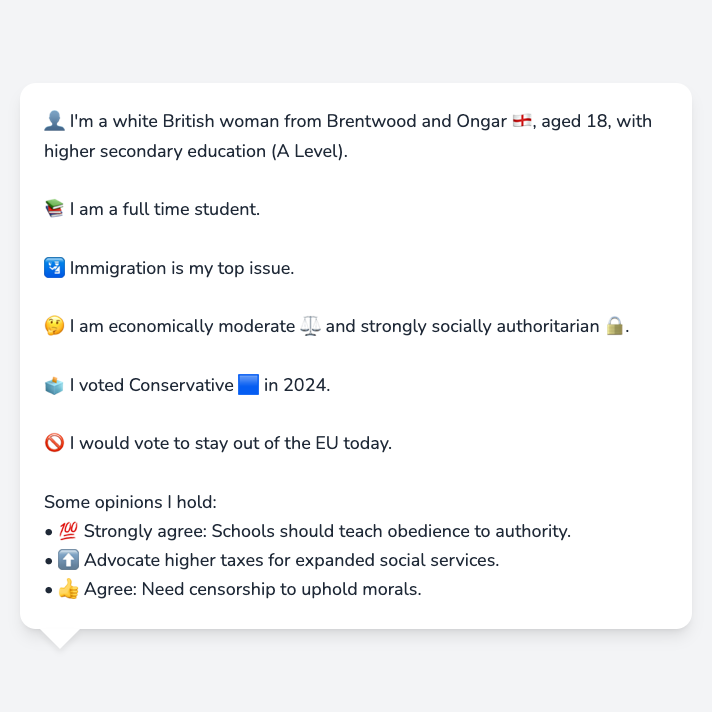 👤 I'm a white British woman from Brentwood and Ongar 🏴󠁧󠁢󠁥󠁮󠁧󠁿, aged 18, with
higher secondary education (A Level).
📚 I am a full time student.
🛂 Immigration is my top issue.
🤔 I am economically moderate ⚖️ and strongly socially authoritarian 🔒.
🗳️ I voted Conservative 🟦 in 2024.
🚫 I would vote to stay out of the EU today.
Some opinions I hold:
• 💯 Strongly agree: Schools should teach obedience to authority.
• ⬆️ Advocate higher taxes for expanded social services.
• 👍 Agree: Need censorship to uphold morals.